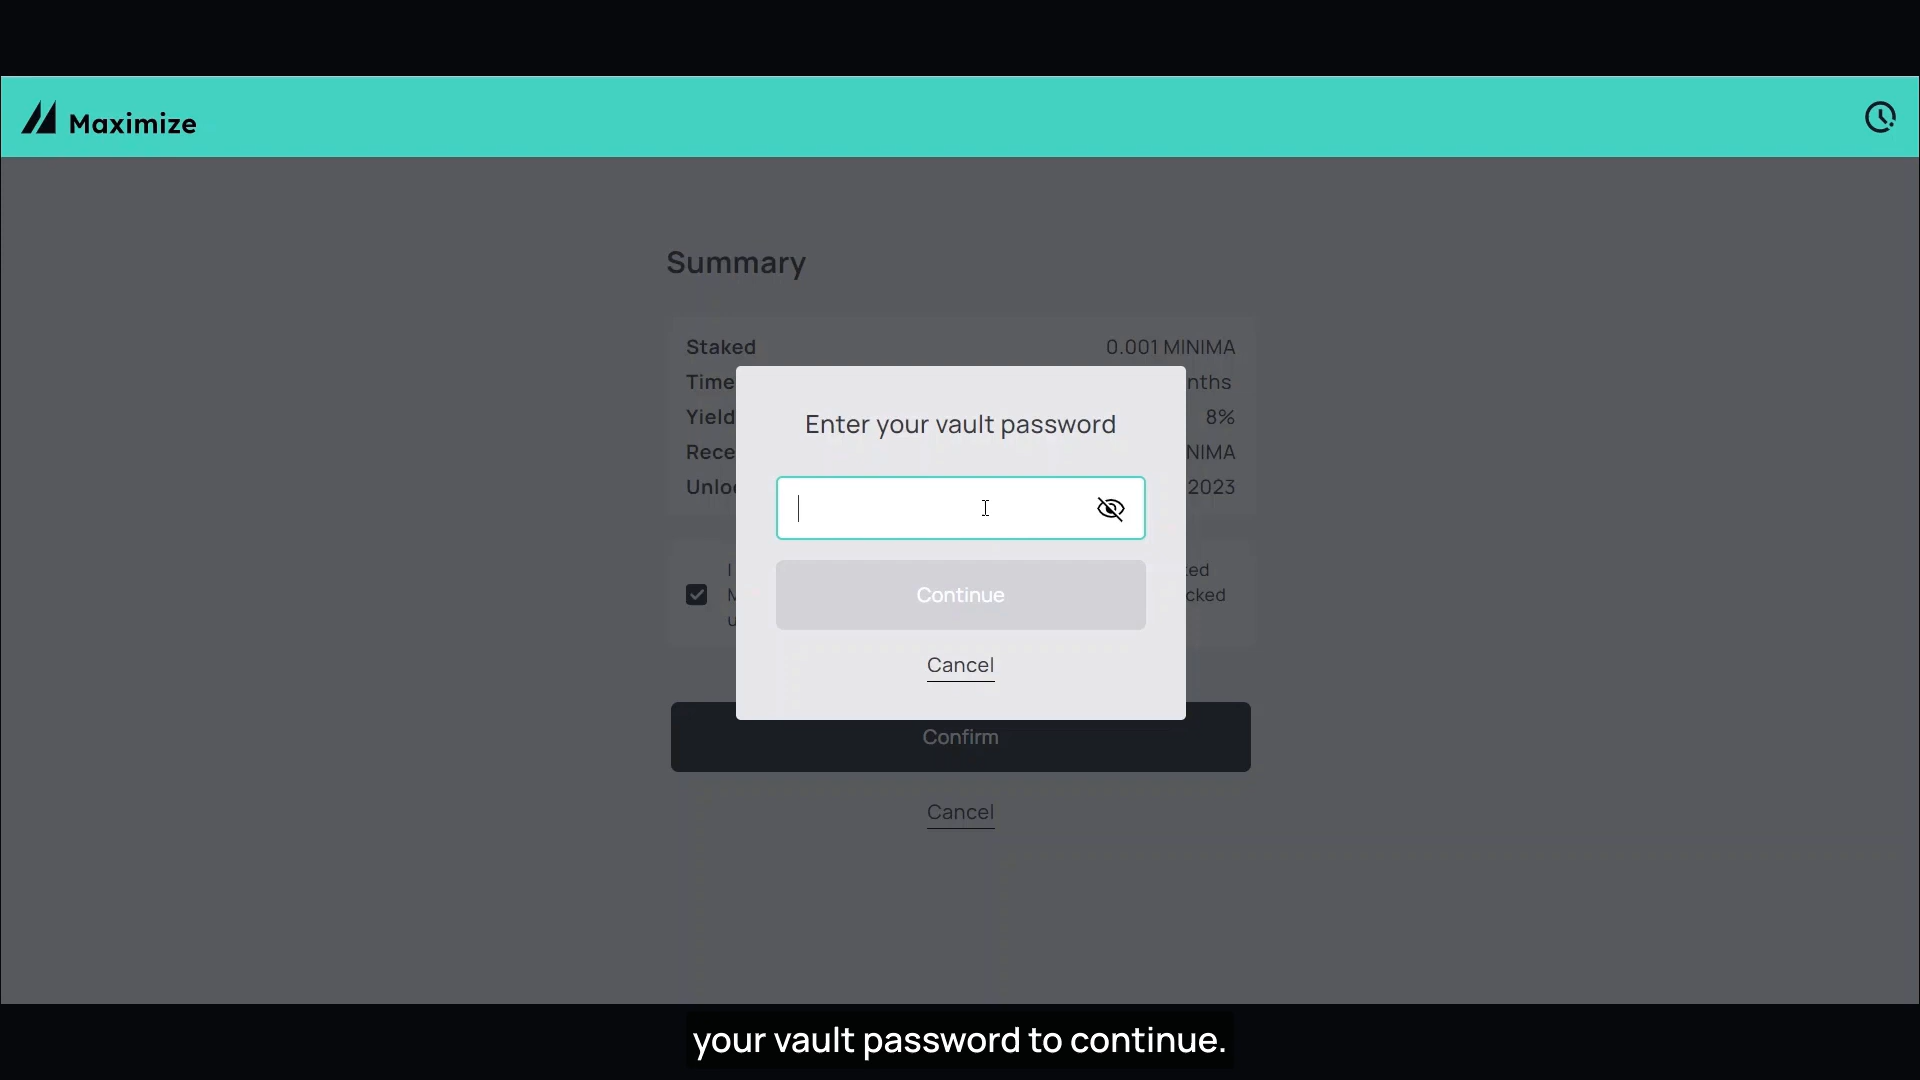 Maximize
Summary
Staked 0.001 MINIMA
Time nths
Yield 8%
Rece NIMA
Unlo 2023
Enter your vault password
I ked
M cked
u
Continue
Cancel
Confirm
Cancel
your vault password to continue.